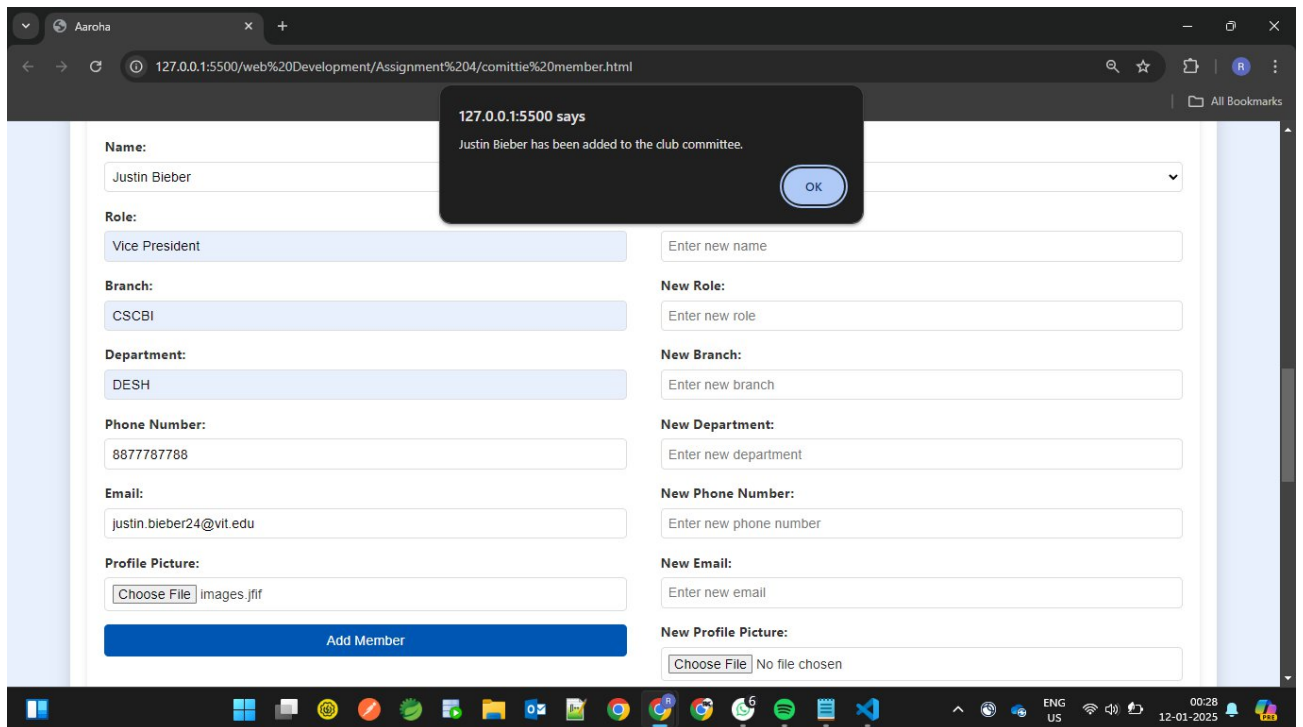 Aaroha
127.0.0.1:5500/web%20Development/Assignment%204/comittie%20member.html
R
All Bookmarks
127.0.0.1:5500 says
Justin Bieber has been added to the club committee.
OK
Name:
Justin Bieber
Role:
Vice President
Branch:
CSCBI
Department:
DESH
Phone Number:
8877787788
Email:
justin.bieber24@vit.edu
Profile Picture:
Choose File images.jfif
Add Member
Enter new name
New Role:
Enter new role
New Branch:
Enter new branch
New Department:
Enter new department
New Phone Number:
Enter new phone number
New Email:
Enter new email
New Profile Picture:
Choose File No file chosen
R
6
ENG
US
00:28
12-01-2025
PRE